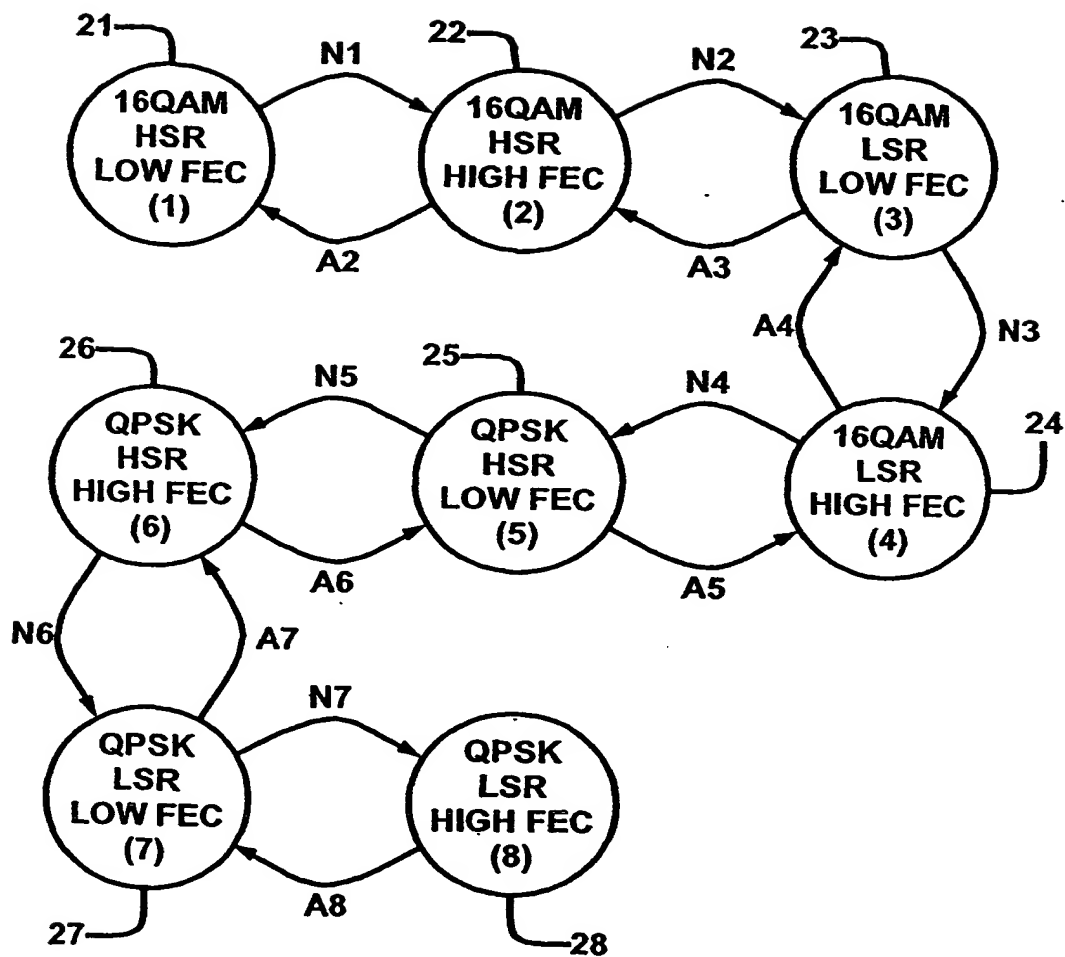 21
N1
22
N2
23
16QAM
HSR
LOW FEC
(1)
16QAM
HSR
HIGH FEC
(2)
16QAM
LSR
LOW FEC
(3)
A2
A3
A4
N3
26
N5
25
N4
24
QPSK
HSR
HIGH FEC
(6)
QPSK
HSR
LOW FEC
(5)
16QAM
LSR
HIGH FEC
(4)
A6
A5
N6
A7
N7
QPSK
LSR
LOW FEC
(7)
QPSK
LSR
HIGH FEC
(8)
A8
27
28